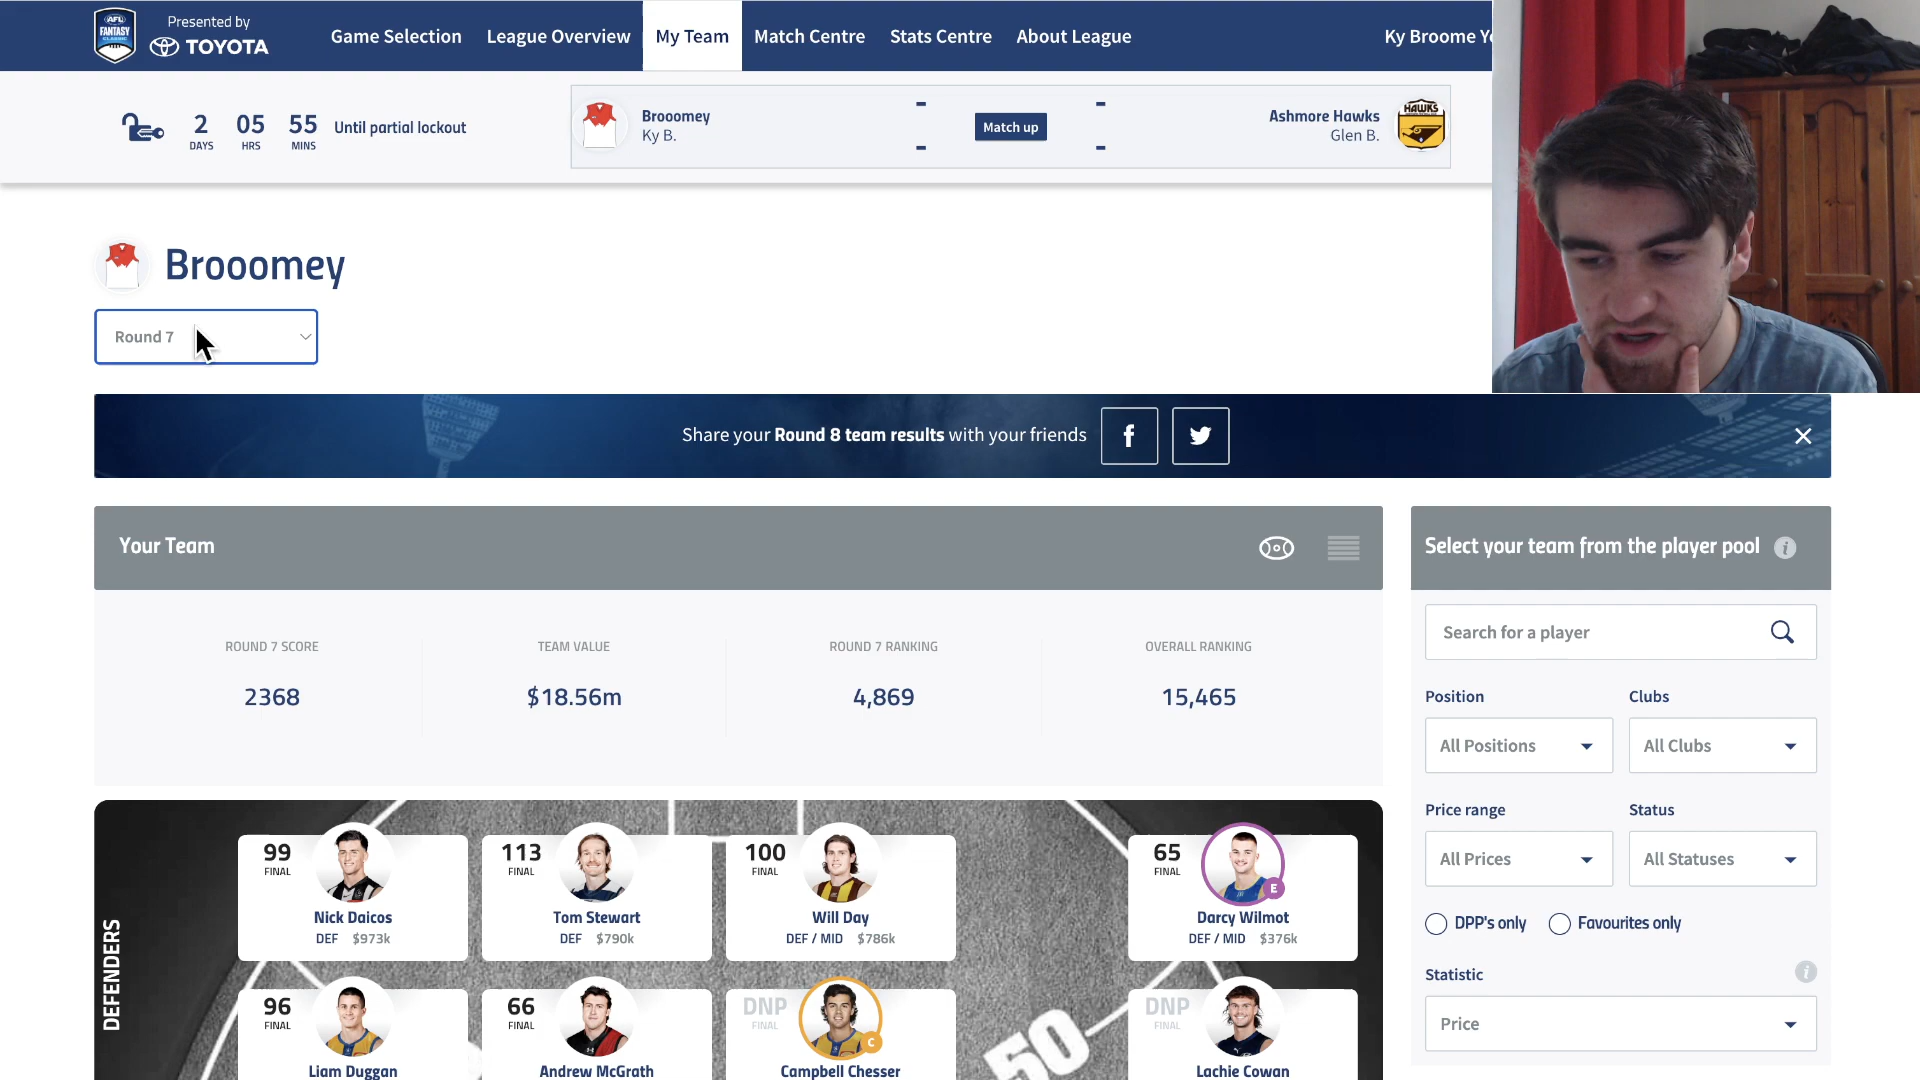 AFL
FANTASY
CLASSIC
Presented by
TOYOTA
Game Selection
League Overview
My Team
Match Centre
Stats Centre
About League
Ky Broome Yo
2
DAYS
05
HRS
55
MINS
Until partial lockout
Brooomey
Ky B.
-
-
Match up
-
-
Ashmore Hawks
Glen B.
HAWKS
Brooomey
Round 7
Share your Round 8 team results with your friends
f
Your Team
ROUND 7 SCORE
2368
TEAM VALUE
$18.56m
ROUND 7 RANKING
4,869
OVERALL RANKING
15,465
DEFENDERS
99
FINAL
Nick Daicos
DEF $973k
113
FINAL
Tom Stewart
DEF $790k
100
FINAL
Will Day
DEF / MID $786k
65
FINAL
E
Darcy Wilmot
DEF / MID $376k
96
FINAL
Liam Duggan
66
FINAL
Andrew McGrath
DNP
FINAL
C
Campbell Chesser
DNP
FINAL
Lachie Cowan
50
Select your team from the player pool
i
Search for a player
Position
Clubs
All Positions
All Clubs
Price range
Status
All Prices
All Statuses
DPP's only
Favourites only
Statistic
i
Price